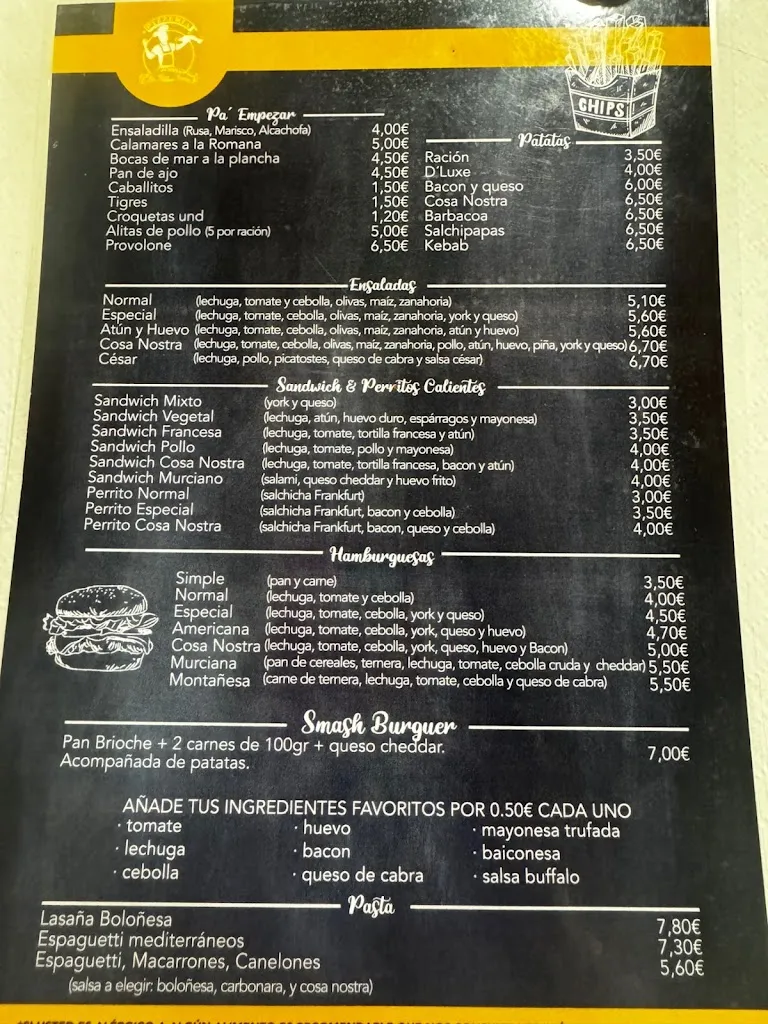 PIZZERIA
CHIPS
Pa´ Empezar
Ensaladilla (Rusa, Marisco, Alcachofa) 4,00€
Calamares a la Romana 5,00€
Bocas de mar a la plancha 4,50€
Pan de ajo 4,50€
Caballitos 1,50€
Tigres 1,50€
Croquetas und 1,20€
Alitas de pollo (5 por ración) 5,00€
Provolone 6,50€
Patatas
Ración 3,50€
D´Luxe 4,00€
Bacon y queso 6,00€
Cosa Nostra 6,50€
Barbacoa 6,50€
Salchipapas 6,50€
Kebab 6,50€
Ensaladas
Normal (lechuga, tomate y cebolla, olivas, maíz, zanahoria) 5,10€
Especial (lechuga, tomate, cebolla, olivas, maíz, zanahoria, york y queso) 5,60€
Atún y Huevo (lechuga, tomate, cebolla, olivas, maíz, zanahoria, atún y huevo) 5,60€
Cosa Nostra (lechuga, tomate, cebolla, olivas, maíz, zanahoria, pollo, atún, huevo, piña, york y queso) 6,70€
César (lechuga, pollo, picatostes, queso de cabra y salsa césar) 6,70€
Sandwich & Perritos Calientes
Sandwich Mixto (york y queso) 3,00€
Sandwich Vegetal (lechuga, atún, huevo duro, espárragos y mayonesa) 3,50€
Sandwich Francesa (lechuga, tomate, tortilla francesa y atún) 3,50€
Sandwich Pollo (lechuga, tomate, pollo y mayonesa) 4,00€
Sandwich Cosa Nostra (lechuga, tomate, tortilla francesa, bacon y atún) 4,00€
Sandwich Murciano (salami, queso cheddar y huevo frito) 4,00€
Perrito Normal (salchicha Frankfurt) 3,00€
Perrito Especial (salchicha Frankfurt, bacon y cebolla) 3,50€
Perrito Cosa Nostra (salchicha Frankfurt, bacon, queso y cebolla) 4,00€
Hamburguesas
Simple (pan y carne) 3,50€
Normal (lechuga, tomate y cebolla) 4,00€
Especial (lechuga, tomate, cebolla, york y queso) 4,50€
Americana (lechuga, tomate, cebolla, york, queso y huevo) 4,70€
Cosa Nostra (lechuga, tomate, cebolla, york, queso, huevo y Bacon) 5,00€
Murciana (pan de cereales, ternera, lechuga, tomate, cebolla cruda y cheddar) 5,50€
Montañesa (carne de ternera, lechuga, tomate, cebolla y queso de cabra) 5,50€
Smash Burguer
Pan Brioche + 2 carnes de 100gr + queso cheddar. 7,00€
Acompañada de patatas.
AÑADE TUS INGREDIENTES FAVORITOS POR 0.50€ CADA UNO
· tomate · huevo · mayonesa trufada
· lechuga · bacon · baiconesa
· cebolla · queso de cabra · salsa buffalo
Pasta
Lasaña Boloñesa 7,80€
Espaguetti mediterráneos 7,30€
Espaguetti, Macarrones, Canelones 5,60€
(salsa a elegir: boloñesa, carbonara, y cosa nostra)